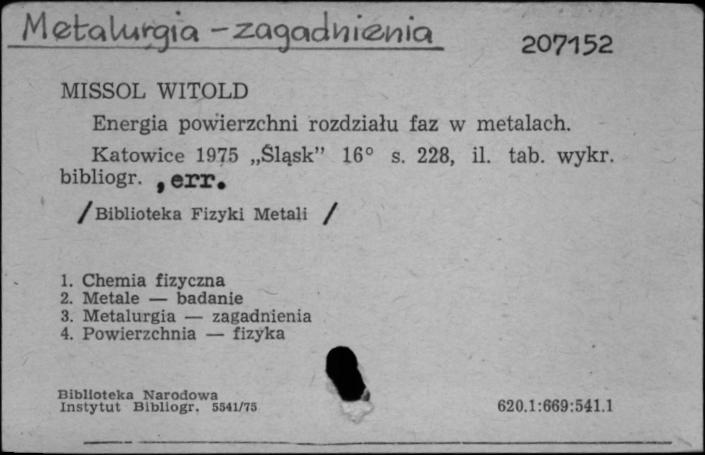 Metalurgia – zagadnienia
207152
MISSOL WITOLD
Energia powierzchni rozdziału faz w metalach.
Katowice 1975 „Śląsk” 16° s. 228, il. tab. wykr.
bibliogr. , err.
/Biblioteka Fizyki Metali /
1. Chemia fizyczna
2. Metale — badanie
3. Metalurgia — zagadnienia
4. Powierzchnia — fizyka
Biblioteka Narodowa
Instytut Bibliogr. 5541/75
620.1:669:541.1